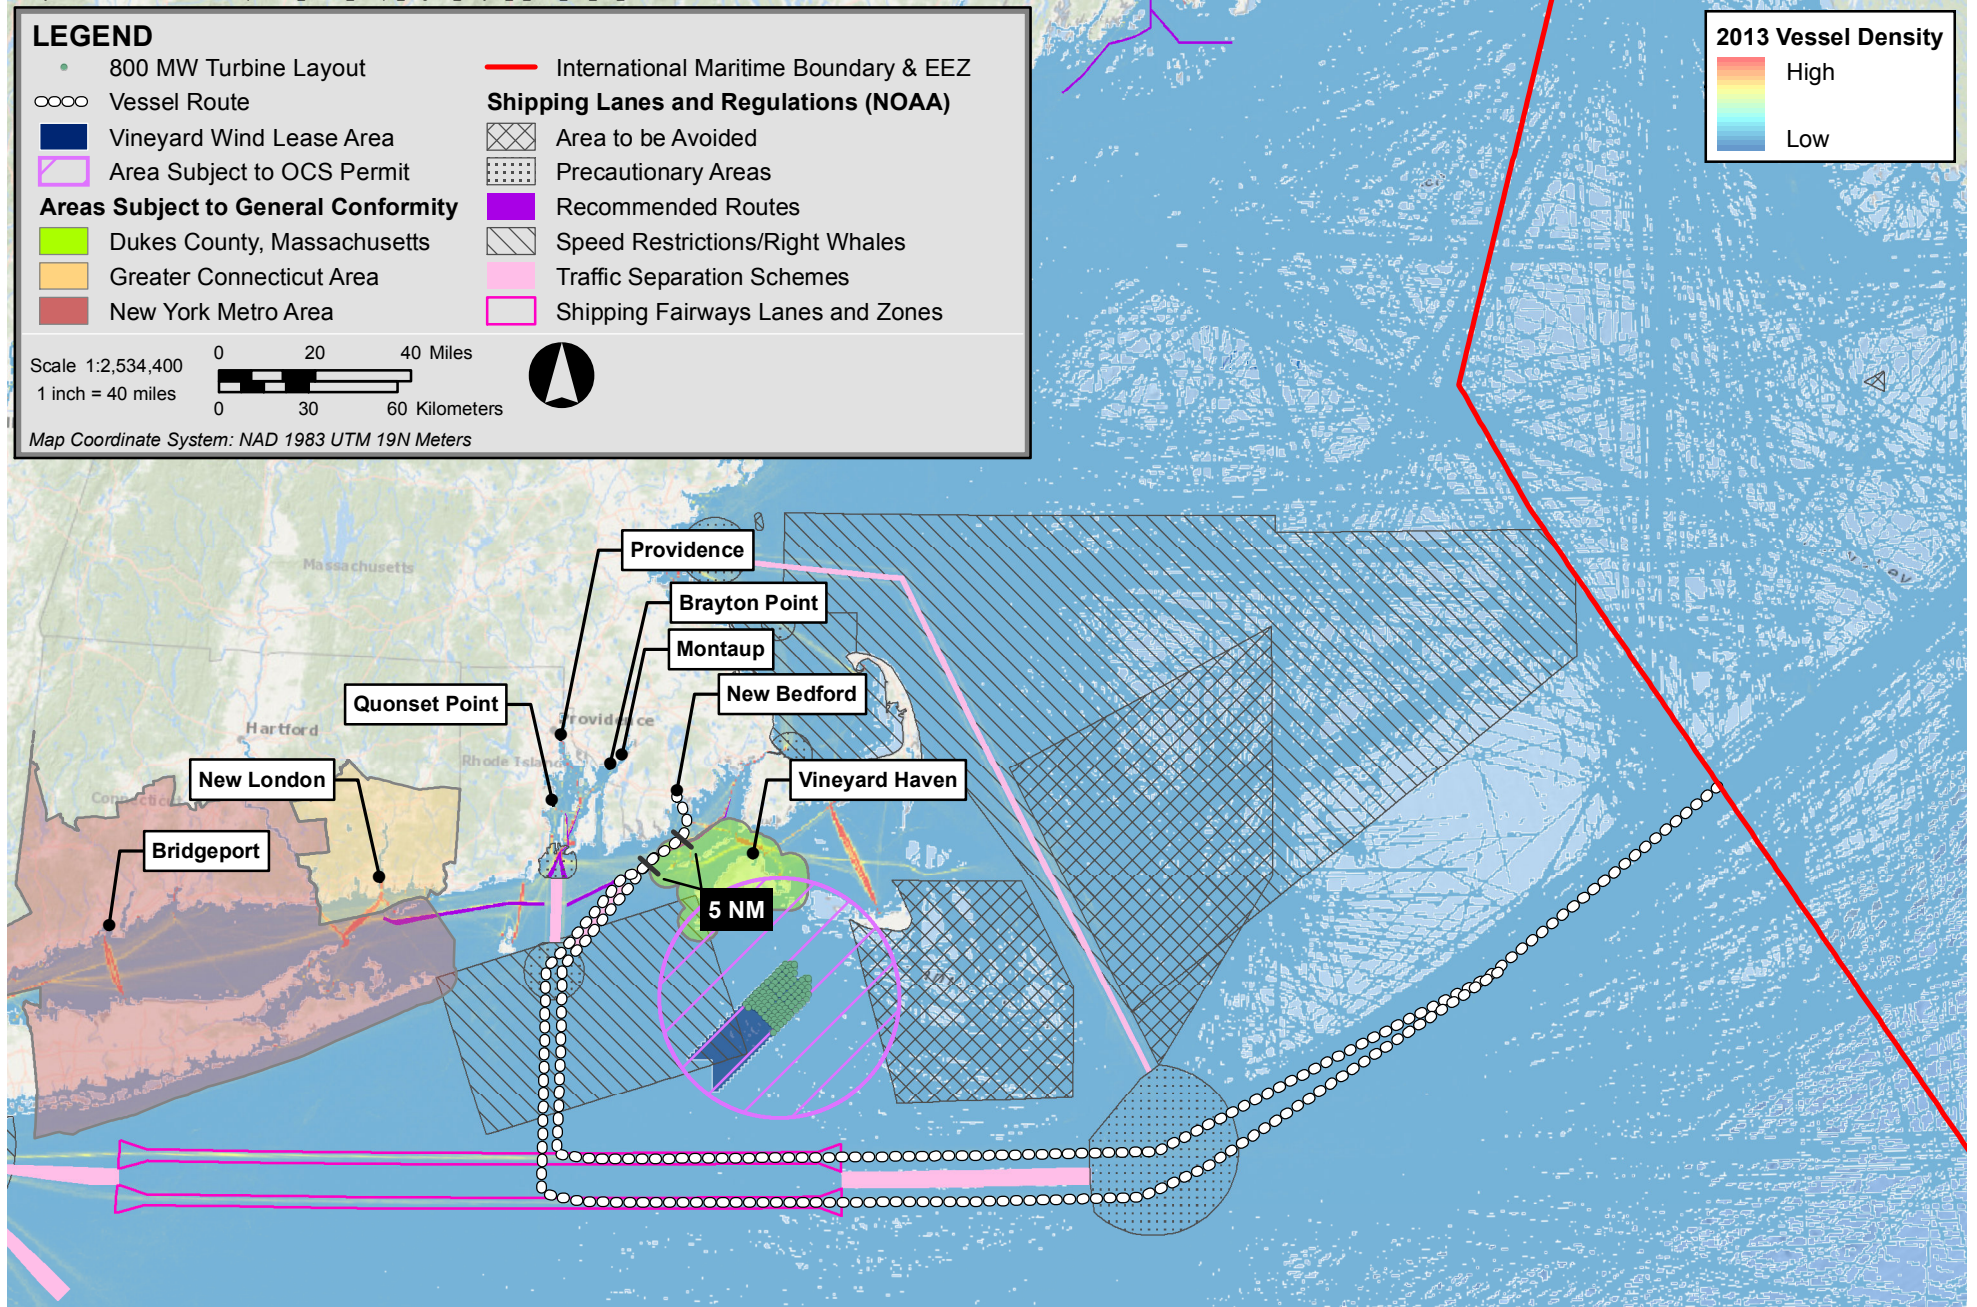 LEGEND
800 MW Turbine Layout
Vessel Route
Vineyard Wind Lease Area
Area Subject to OCS Permit
Areas Subject to General Conformity
Dukes County, Massachusetts
Greater Connecticut Area
New York Metro Area
International Maritime Boundary & EEZ
Shipping Lanes and Regulations (NOAA)
Area to be Avoided
Precautionary Areas
Recommended Routes
Speed Restrictions/Right Whales
Traffic Separation Schemes
Shipping Fairways Lanes and Zones
Scale 1:2,534,400
1 inch = 40 miles
0 20 40 Miles
0 30 60 Kilometers
Map Coordinate System: NAD 1983 UTM 19N Meters
2013 Vessel Density
High
Low
Providence
Massachusetts
Brayton Point
Montaup
New Bedford
Quonset Point
Providence
Hartford
Rhode Island
New London
Vineyard Haven
Connecticut
Bridgeport
5 NM